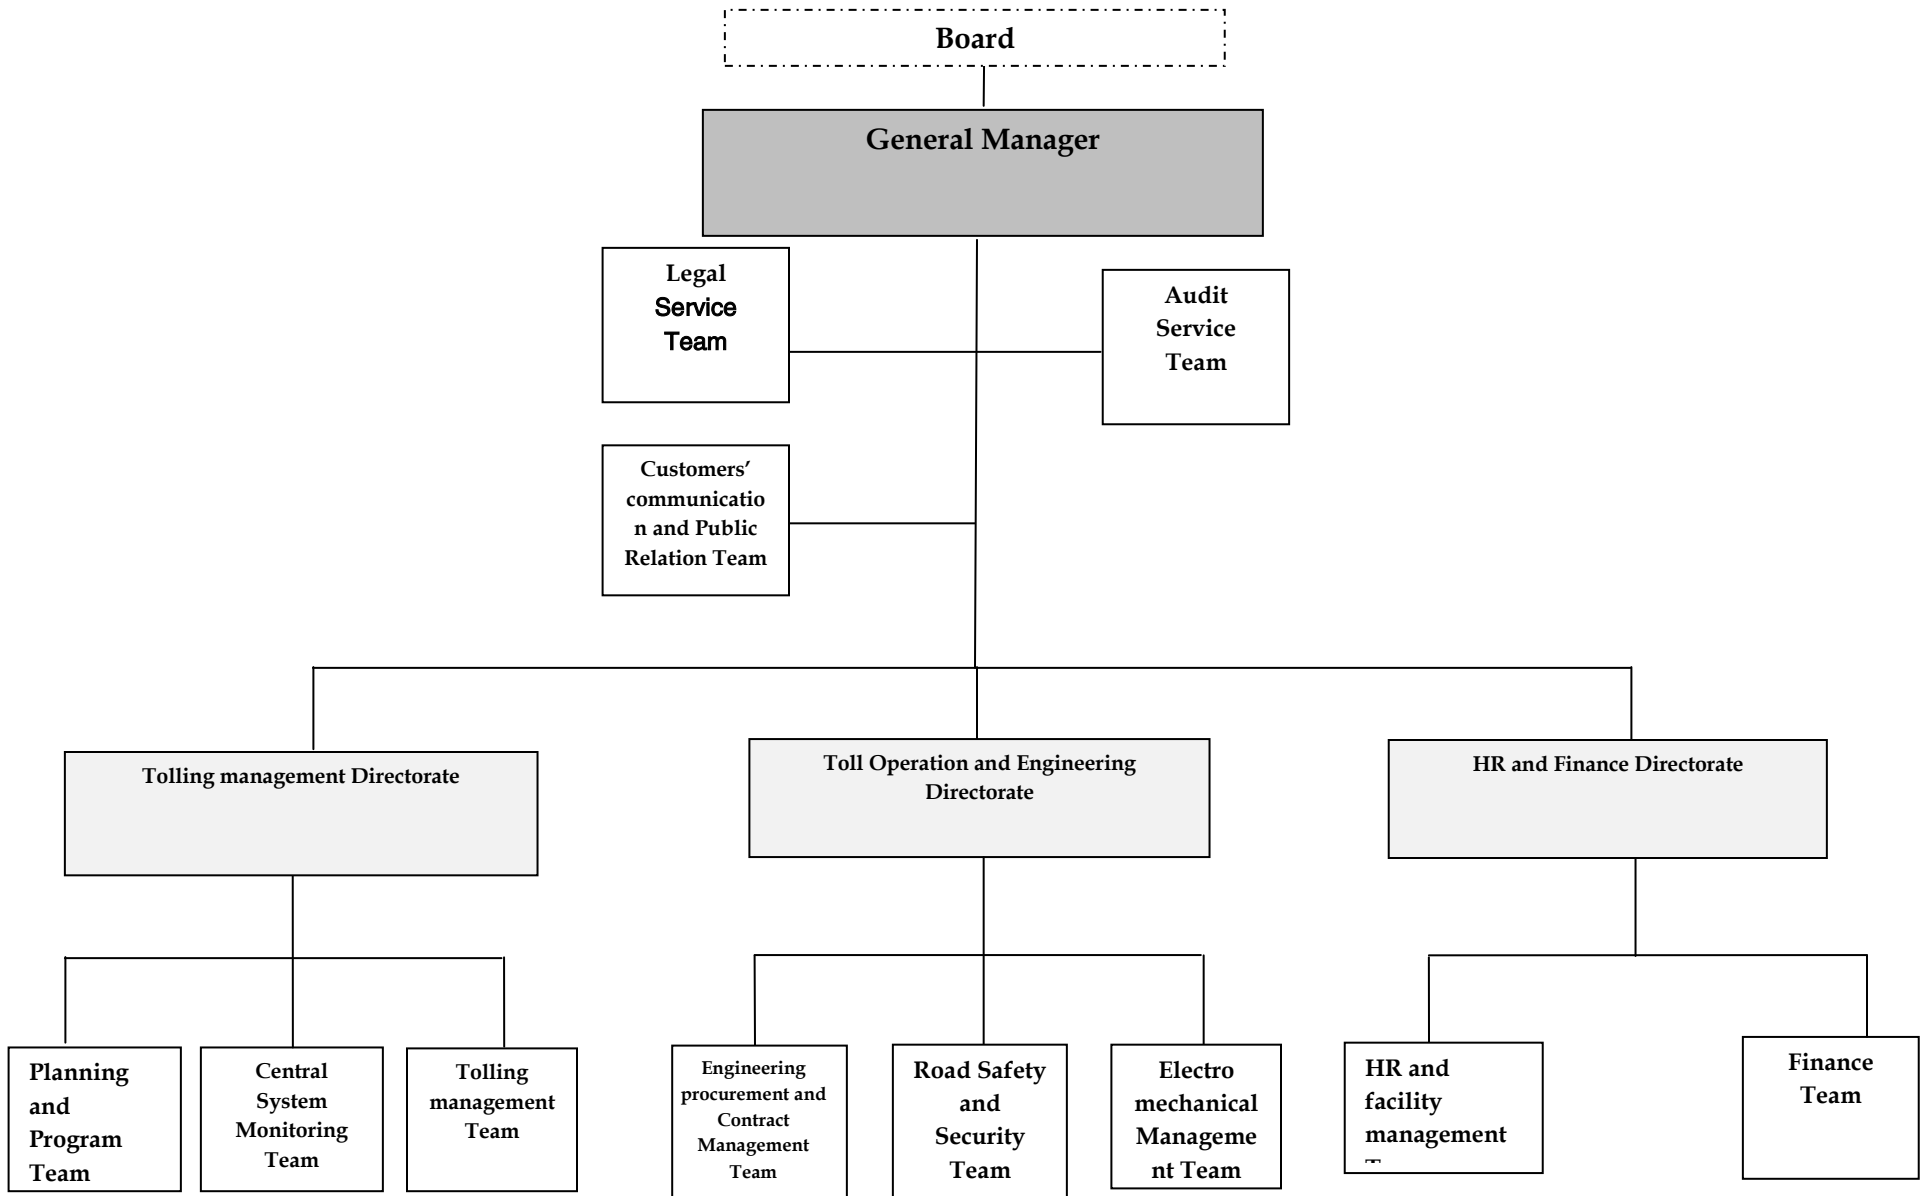 Board
General Manager
Legal
Service
Team
Audit
Service
Team
Customers’
communicatio
n and Public
Relation Team
Tolling management Directorate
Toll Operation and Engineering
Directorate
HR and Finance Directorate
Planning
and
Program
Team
Central
System
Monitoring
Team
Tolling
management
Team
Engineering
procurement and
Contract
Management
Team
Road Safety
and
Security
Team
Electro
mechanical
Manageme
nt Team
HR and
facility
management
Finance
Team